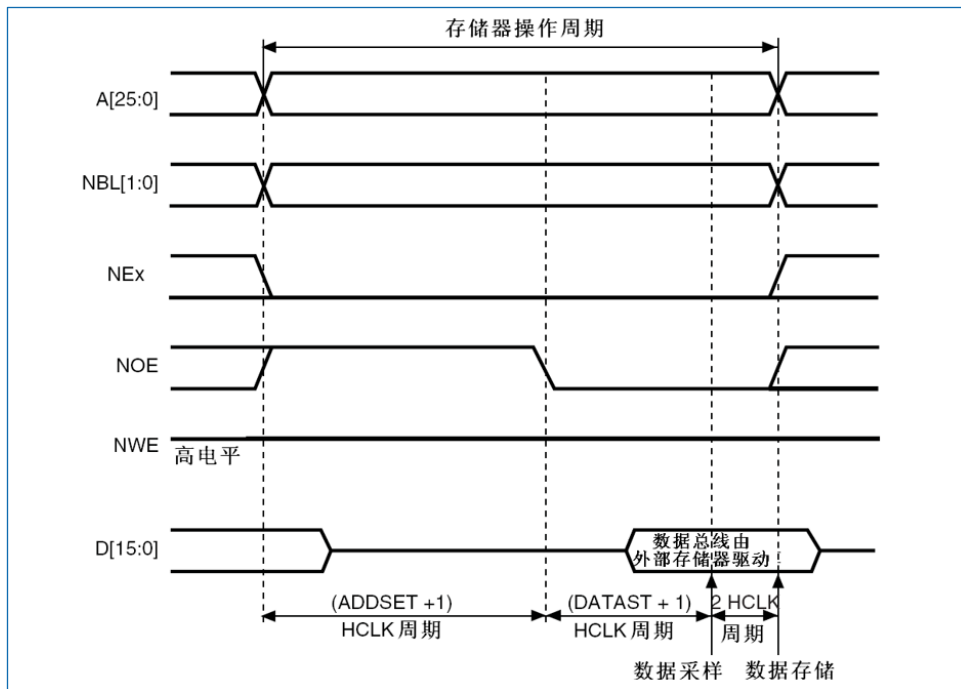 存储器操作周期
A[25:0]
NBL[1:0]
NEx
NOE
NWE
高电平
D[15:0]
数据总线由
外部存储器驱动
(ADDSET +1)
HCLK 周期
(DATAST + 1)
HCLK 周期
2 HCLK
周期
数据采样
数据存储